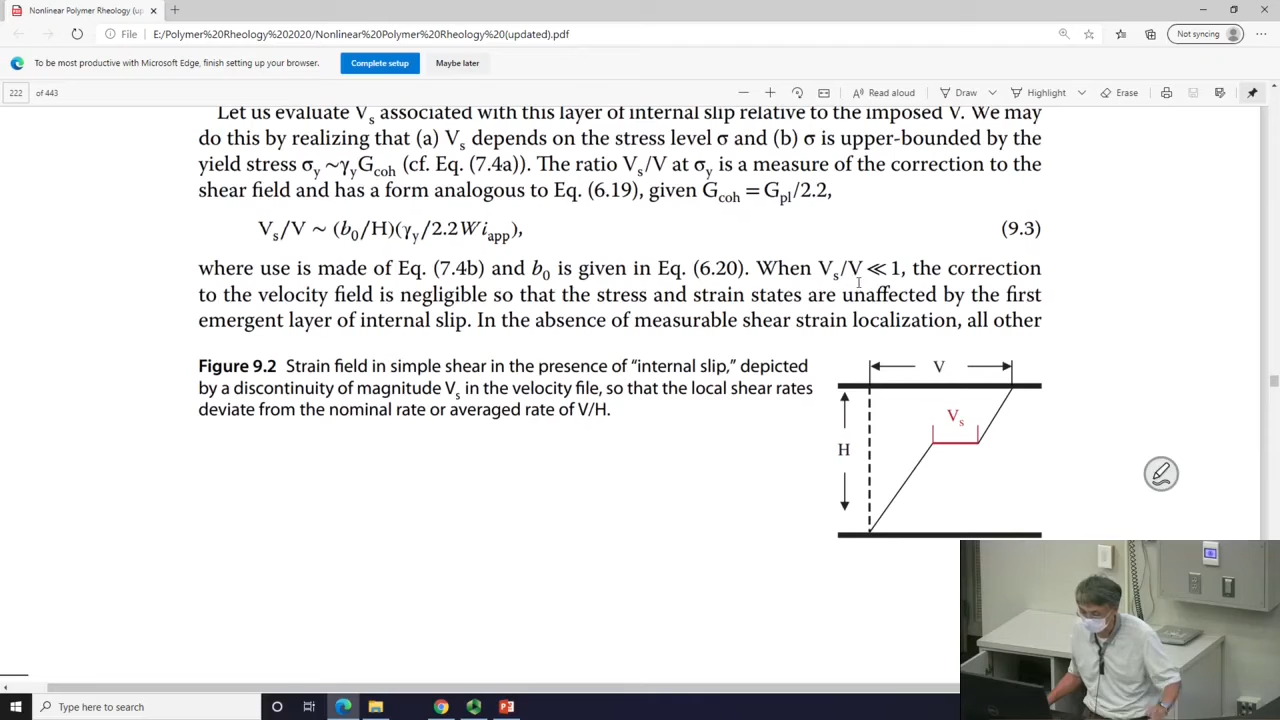 Nonlinear Polymer Rheology (up
File
E:/Polymer%20Rheology%202020/Nonlinear%20Polymer%20Rheology%20(updated).pdf
Not syncing
To be most productive with Microsoft Edge, finish setting up your browser.
Complete setup
Maybe later
222 of 443
Read aloud
Draw
Highlight
Erase
Let us evaluate Vs associated with this layer of internal slip relative to the imposed V. We may
do this by realizing that (a) Vs depends on the stress level σ and (b) σ is upper-bounded by the
yield stress σy ~γyGcoh (cf. Eq. (7.4a)). The ratio Vs/V at σy is a measure of the correction to the
shear field and has a form analogous to Eq. (6.19), given Gcoh = Gpl/2.2,
Vs/V ~ (b0/H)(γy/2.2Wiapp), (9.3)
where use is made of Eq. (7.4b) and b0 is given in Eq. (6.20). When Vs/V ≪ 1, the correction
to the velocity field is negligible so that the stress and strain states are unaffected by the first
emergent layer of internal slip. In the absence of measurable shear strain localization, all other
Figure 9.2 Strain field in simple shear in the presence of “internal slip,” depicted
by a discontinuity of magnitude Vs in the velocity file, so that the local shear rates
deviate from the nominal rate or averaged rate of V/H.
V
Vs
H
Type here to search